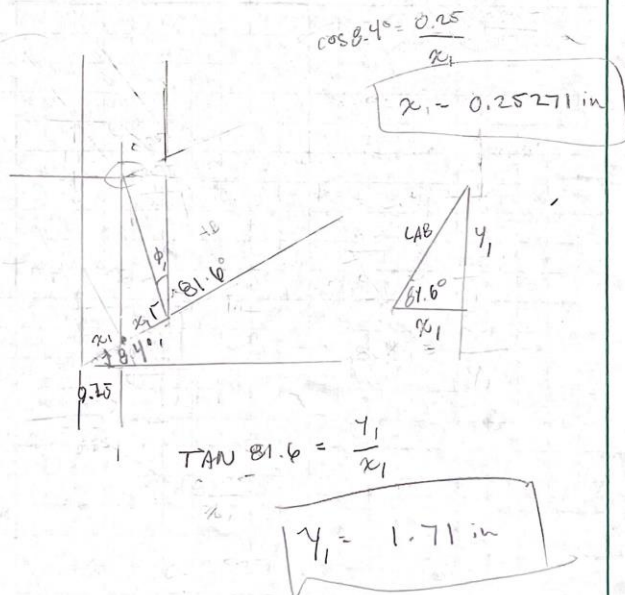 cos 8.4° = 0.25 / x₁
x₁ = 0.25271 in
φ₁
81.6°
x₁
8.4°
0.25
LAB
y₁
81.6°
x₁
TAN 81.6 = y₁ / x₁
y₁ = 1.71 in